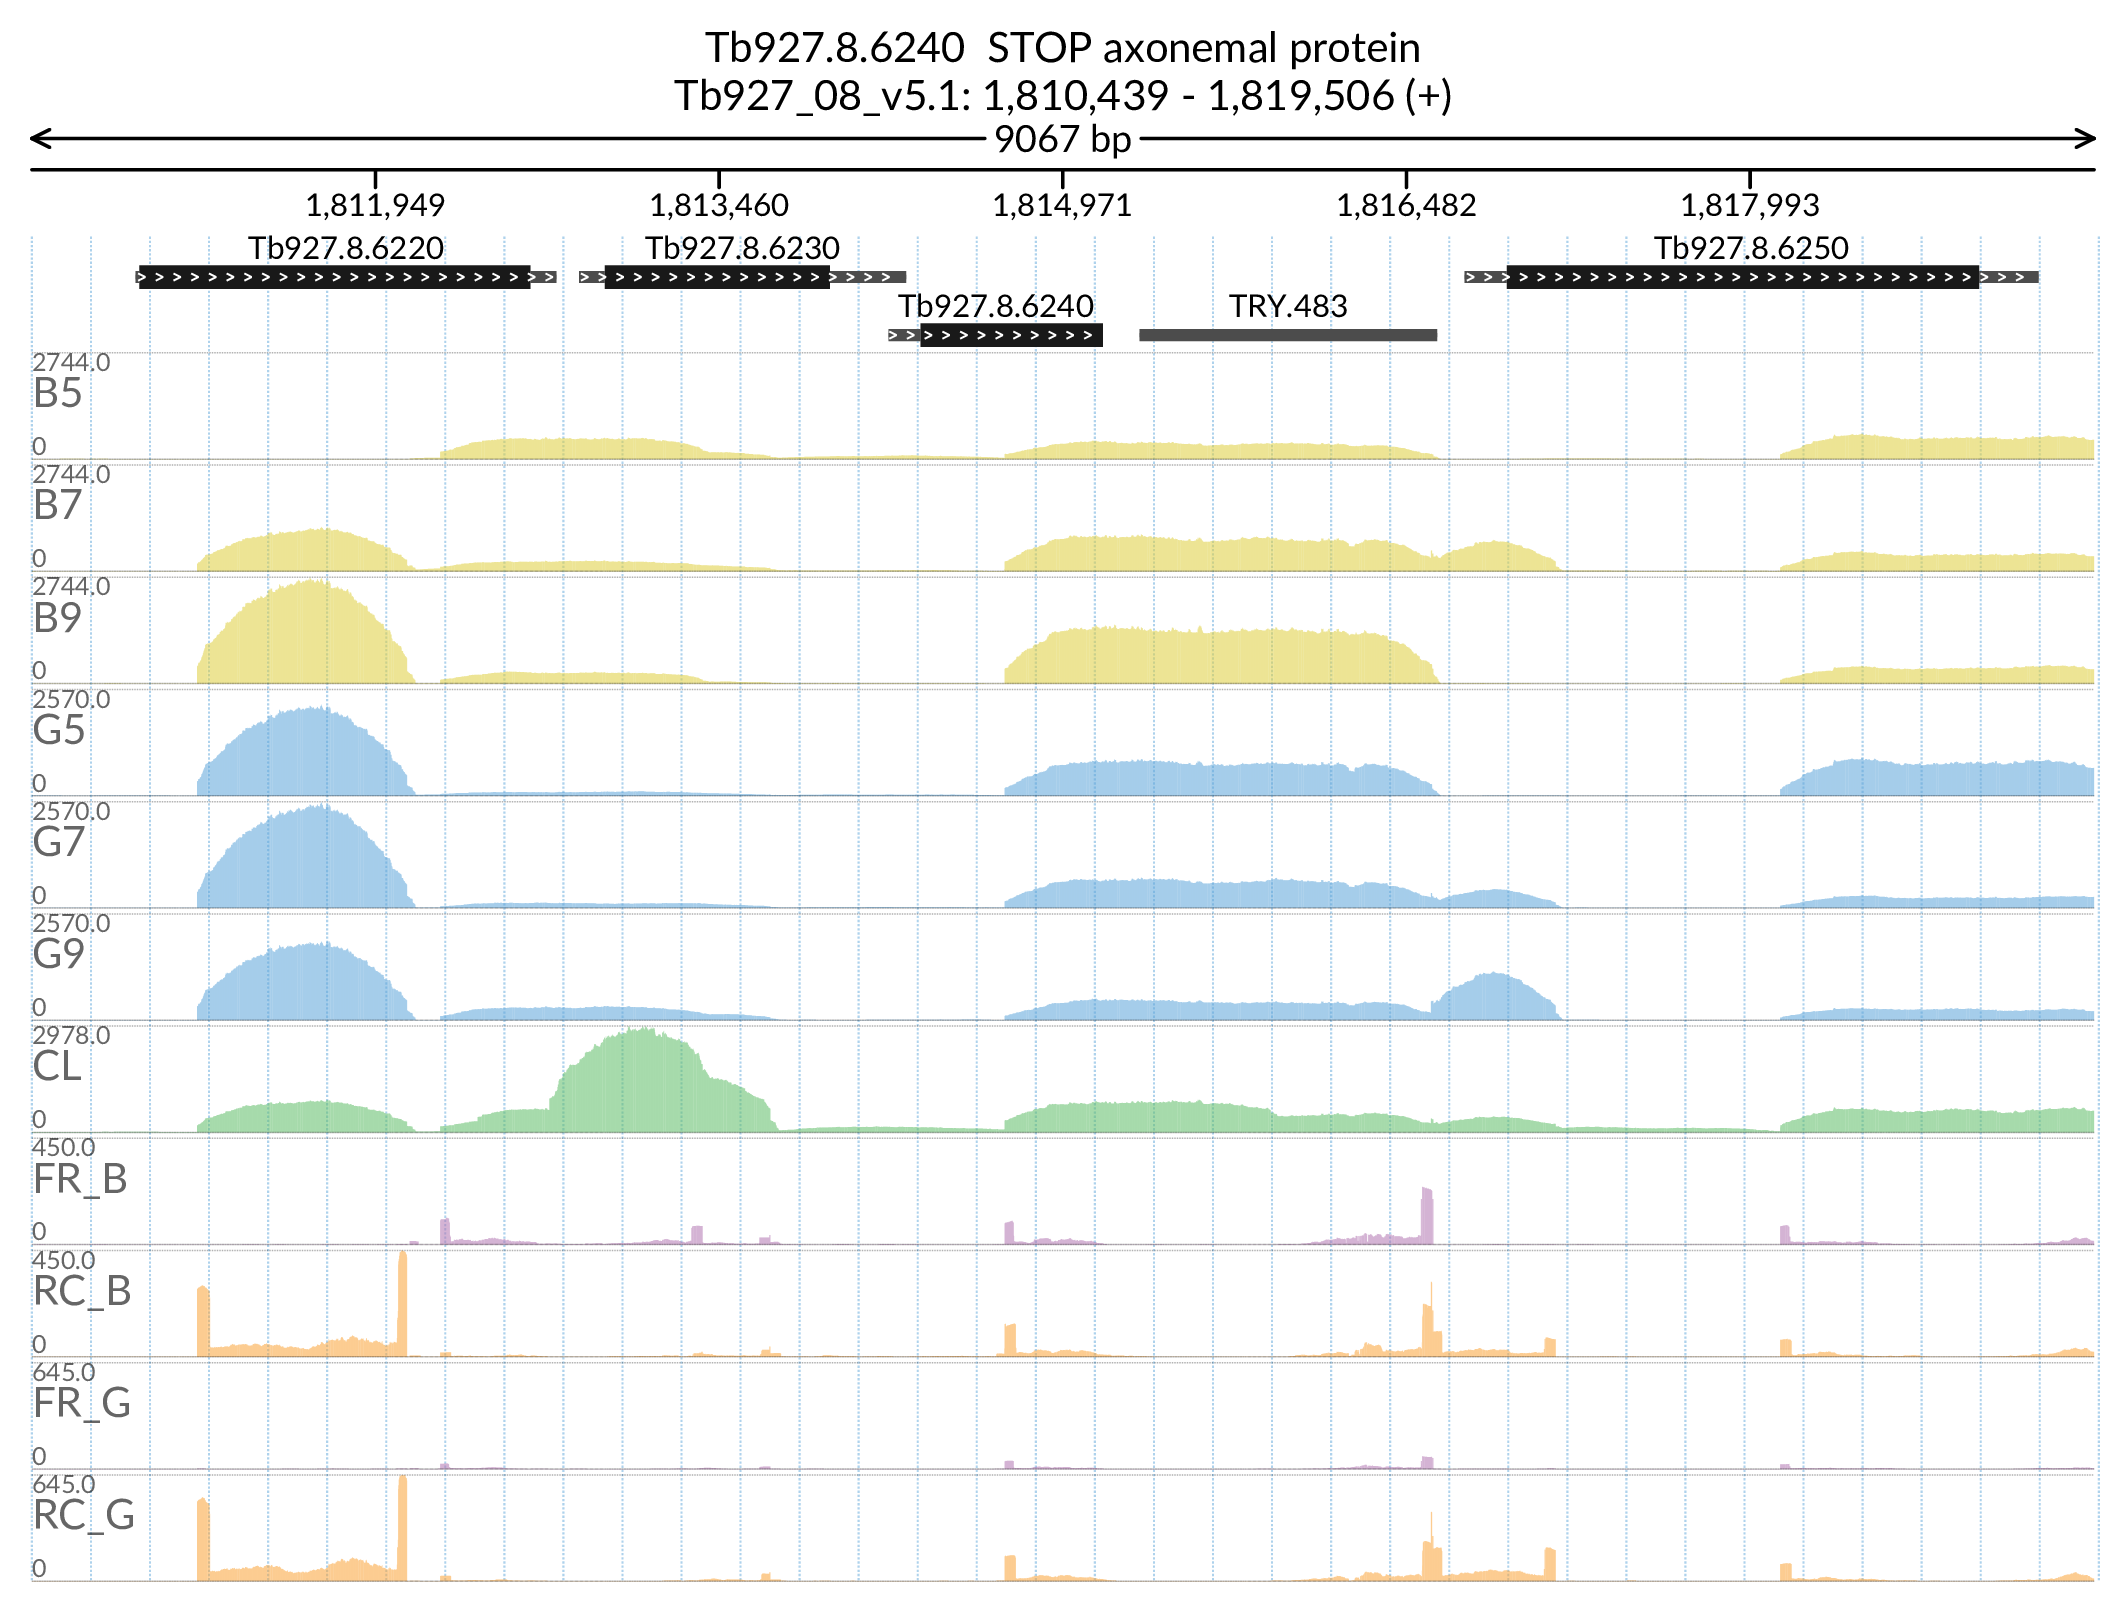 Tb927.8.6240  STOP axonemal protein
Tb927_08_v5.1: 1,810,439 - 1,819,506 (+)
9067 bp
1,811,949 1,813,460 1,814,971 1,816,482 1,817,993
Tb927.8.6220 Tb927.8.6230 Tb927.8.6250
Tb927.8.6240 TRY.483
2744.0
B5
0
2744.0
B7
0
2744.0
B9
0
2570.0
G5
0
2570.0
G7
0
2570.0
G9
0
2978.0
CL
0
450.0
FR_B
0
450.0
RC_B
0
645.0
FR_G
0
645.0
RC_G
0